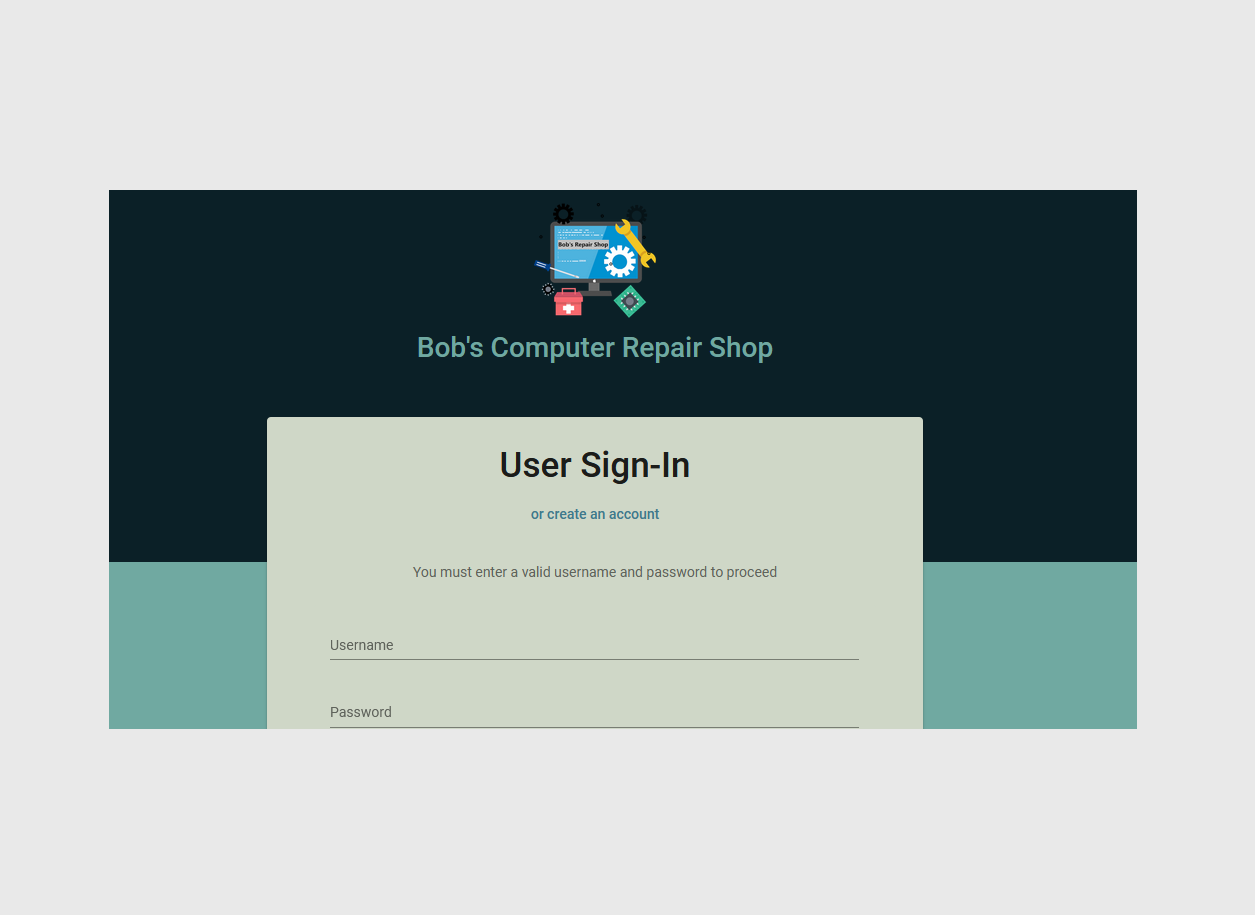 Bob's Repair Shop
Bob's Computer Repair Shop
User Sign-In
or create an account
You must enter a valid username and password to proceed
Username
Password